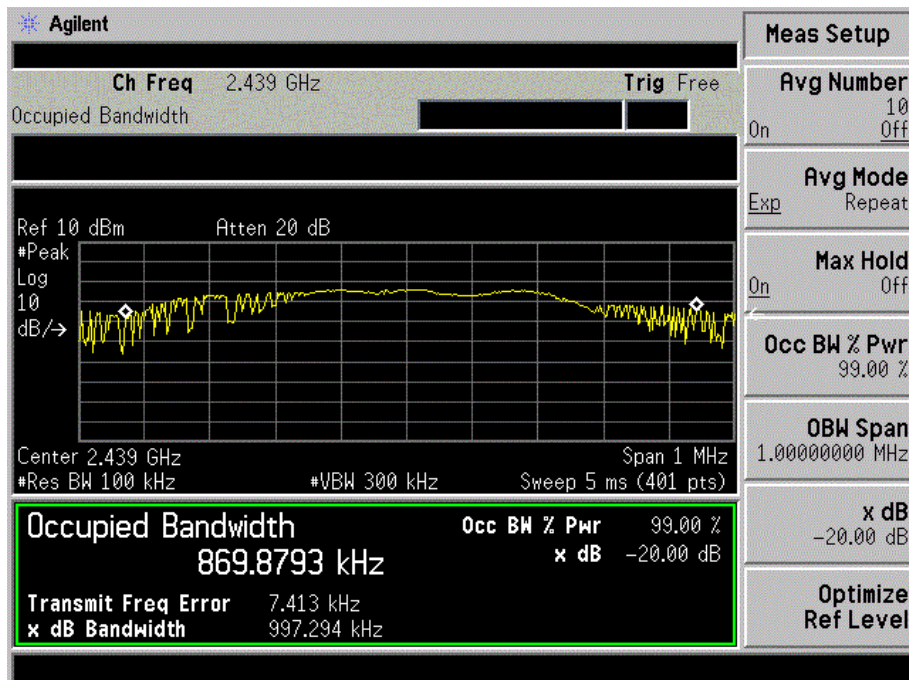 Agilent
Ch Freq 2.439 GHz Trig Free
Occupied Bandwidth
Ref 10 dBm Atten 20 dB
#Peak
Log
10
dB/→
Center 2.439 GHz Span 1 MHz
#Res BW 100 kHz #VBW 300 kHz Sweep 5 ms (401 pts)
Occupied Bandwidth Occ BW % Pwr 99.00 %
869.8793 kHz x dB -20.00 dB
Transmit Freq Error 7.413 kHz
x dB Bandwidth 997.294 kHz
Meas Setup
Avg Number
10
On Off
Avg Mode
Exp Repeat
Max Hold
On Off
Occ BW % Pwr
99.00 %
OBW Span
1.00000000 MHz
x dB
-20.00 dB
Optimize
Ref Level